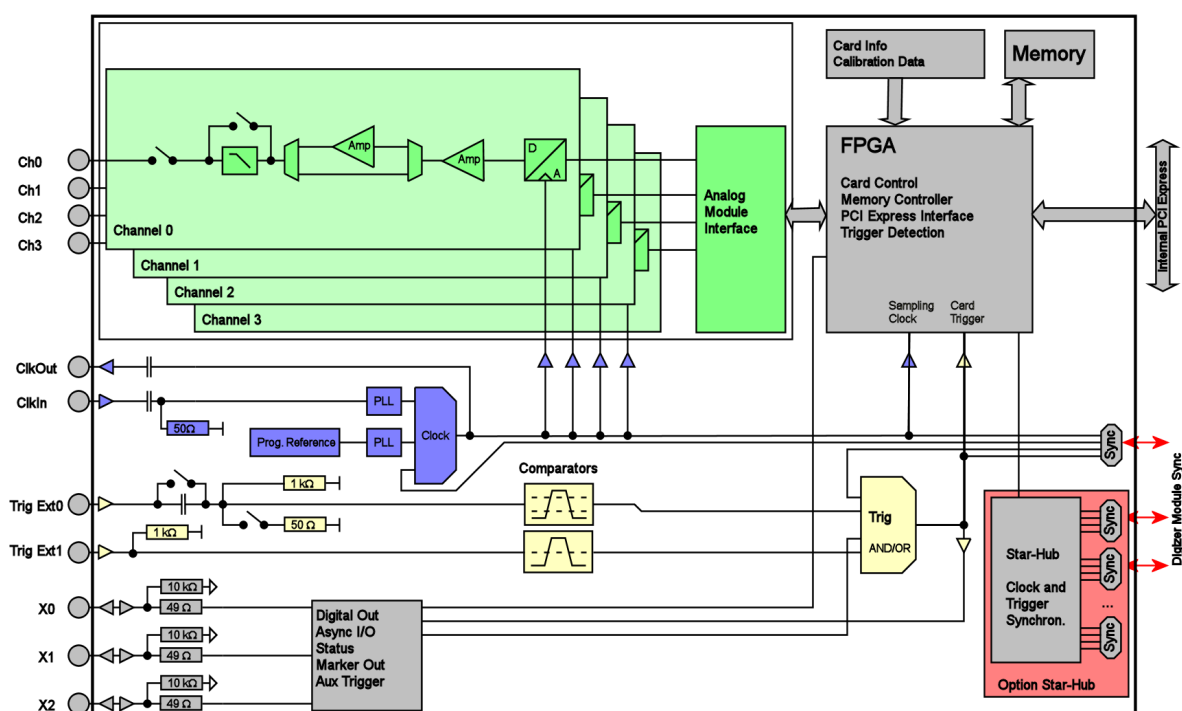 Card Info
Calibration Data
Memory
FPGA
Card Control
Memory Controller
PCI Express Interface
Trigger Detection
Sampling
Clock
Card
Trigger
Internal PCI Express
Ch0
Ch1
Ch2
Ch3
Amp
Amp
D
A
Channel 0
Channel 1
Channel 2
Channel 3
Analog
Module
Interface
ClkOut
ClkIn
50Ω
PLL
Prog. Reference
PLL
Clock
Sync
Digizer Module Sync
Trig Ext0
1 kΩ
50 Ω
Comparators
Trig Ext1
1 kΩ
Trig
AND/OR
X0
10 kΩ
49 Ω
X1
10 kΩ
49 Ω
X2
10 kΩ
49 Ω
Digital Out
Async I/O
Status
Marker Out
Aux Trigger
Star-Hub
Clock and
Trigger
Synchron.
Sync
Sync
...
Sync
Option Star-Hub